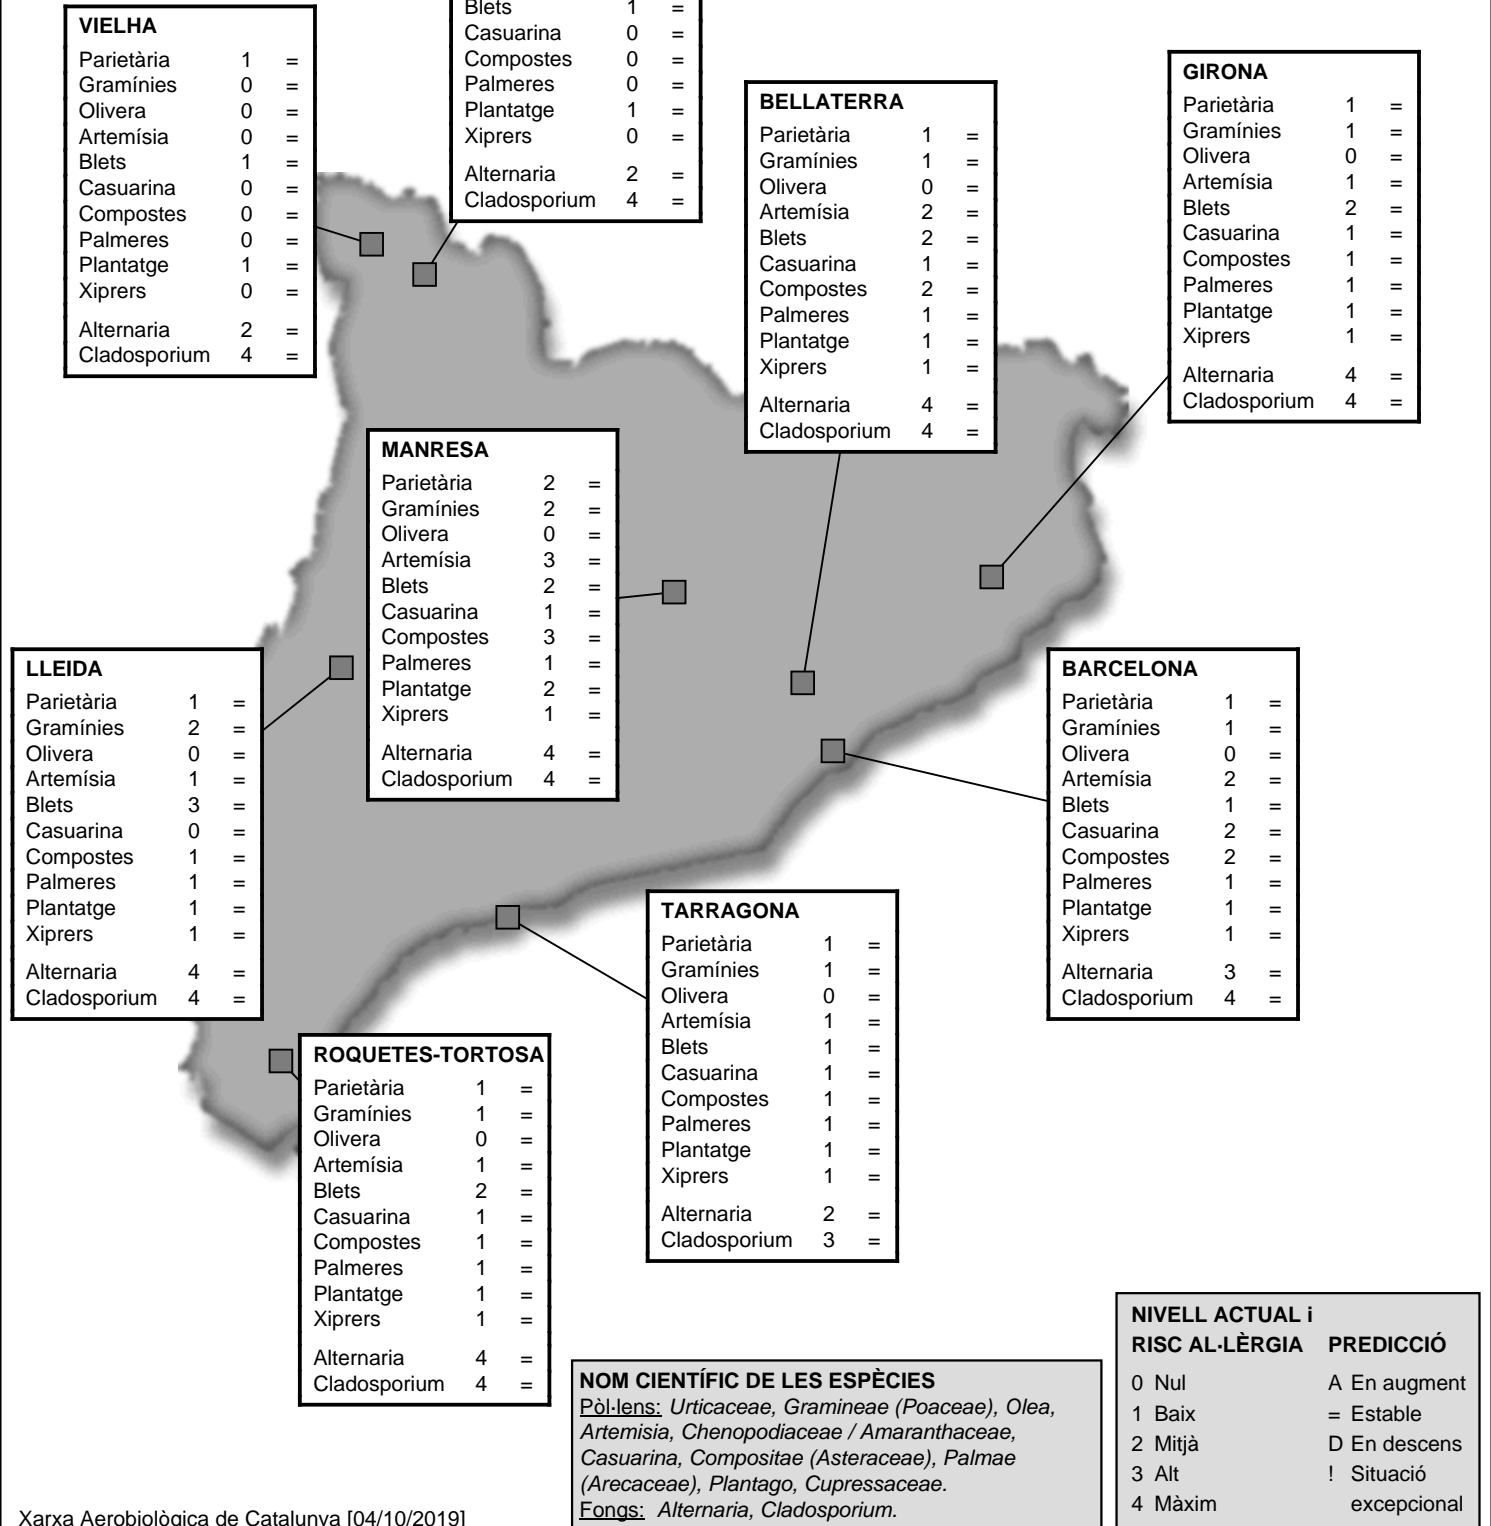 VIELHA
Parietària 1 =
Gramínies 0 =
Olivera 0 =
Artemísia 0 =
Blets 1 =
Casuarina 0 =
Compostes 0 =
Palmeres 0 =
Plantatge 1 =
Xiprers 0 =
Alternaria 2 =
Cladosporium 4 =
Blets 1 =
Casuarina 0 =
Compostes 0 =
Palmeres 0 =
Plantatge 1 =
Xiprers 0 =
Alternaria 2 =
Cladosporium 4 =
BELLATERRA
Parietària 1 =
Gramínies 1 =
Olivera 0 =
Artemísia 2 =
Blets 2 =
Casuarina 1 =
Compostes 2 =
Palmeres 1 =
Plantatge 1 =
Xiprers 1 =
Alternaria 4 =
Cladosporium 4 =
GIRONA
Parietària 1 =
Gramínies 1 =
Olivera 0 =
Artemísia 1 =
Blets 2 =
Casuarina 1 =
Compostes 1 =
Palmeres 1 =
Plantatge 1 =
Xiprers 1 =
Alternaria 4 =
Cladosporium 4 =
MANRESA
Parietària 2 =
Gramínies 2 =
Olivera 0 =
Artemísia 3 =
Blets 2 =
Casuarina 1 =
Compostes 3 =
Palmeres 1 =
Plantatge 2 =
Xiprers 1 =
Alternaria 4 =
Cladosporium 4 =
LLEIDA
Parietària 1 =
Gramínies 2 =
Olivera 0 =
Artemísia 1 =
Blets 3 =
Casuarina 0 =
Compostes 1 =
Palmeres 1 =
Plantatge 1 =
Xiprers 1 =
Alternaria 4 =
Cladosporium 4 =
BARCELONA
Parietària 1 =
Gramínies 1 =
Olivera 0 =
Artemísia 2 =
Blets 1 =
Casuarina 2 =
Compostes 2 =
Palmeres 1 =
Plantatge 1 =
Xiprers 1 =
Alternaria 3 =
Cladosporium 4 =
TARRAGONA
Parietària 1 =
Gramínies 1 =
Olivera 0 =
Artemísia 1 =
Blets 1 =
Casuarina 1 =
Compostes 1 =
Palmeres 1 =
Plantatge 1 =
Xiprers 1 =
Alternaria 2 =
Cladosporium 3 =
ROQUETES-TORTOSA
Parietària 1 =
Gramínies 1 =
Olivera 0 =
Artemísia 1 =
Blets 2 =
Casuarina 1 =
Compostes 1 =
Palmeres 1 =
Plantatge 1 =
Xiprers 1 =
Alternaria 4 =
Cladosporium 4 =
NOM CIENTÍFIC DE LES ESPÈCIES
Pòl·lens: Urticaceae, Gramineae (Poaceae), Olea,
Artemisia, Chenopodiaceae / Amaranthaceae,
Casuarina, Compositae (Asteraceae), Palmae
(Arecaceae), Plantago, Cupressaceae.
Fongs: Alternaria, Cladosporium.
NIVELL ACTUAL i
RISC AL·LÈRGIA PREDICCIÓ
0 Nul A En augment
1 Baix = Estable
2 Mitjà D En descens
3 Alt ! Situació
4 Màxim excepcional
Xarxa Aerobiològica de Catalunya [04/10/2019]